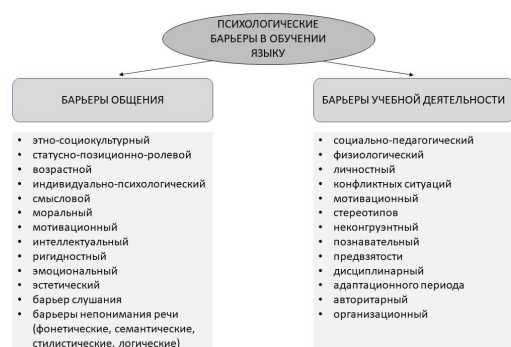 ПСИХОЛОГИЧЕСКИЕ
БАРЬЕРЫ В ОБУЧЕНИИ
ЯЗЫКУ
БАРЬЕРЫ ОБЩЕНИЯ
• этно-социокультурный
• статусно-позиционно-ролевой
• возрастной
• индивидуально-психологический
• смысловой
• моральный
• мотивационный
• интеллектуальный
• ригидностный
• эмоциональный
• эстетический
• барьер слушания
• барьеры непонимания речи
(фонетические, семантические,
стилистические, логические)
БАРЬЕРЫ УЧЕБНОЙ ДЕЯТЕЛЬНОСТИ
• социально-педагогический
• физиологический
• личностный
• конфликтных ситуаций
• мотивационный
• стереотипов
• неконгруэнтный
• познавательный
• предвзятости
• дисциплинарный
• адаптационного периода
• авторитарный
• организационный